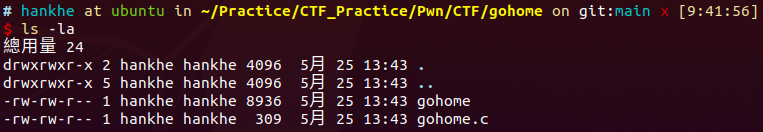 # hankhe at ubuntu in ~/Practice/CTF_Practice/Pwn/CTF/gohome on git:main x [9:41:56]
$ ls -la
總用量 24
drwxrwxr-x 2 hankhe hankhe 4096  5月 25 13:43 .
drwxrwxr-x 5 hankhe hankhe 4096  5月 25 13:43 ..
-rw-rw-r-- 1 hankhe hankhe 8936  5月 25 13:43 gohome
-rw-rw-r-- 1 hankhe hankhe  309  5月 25 13:43 gohome.c